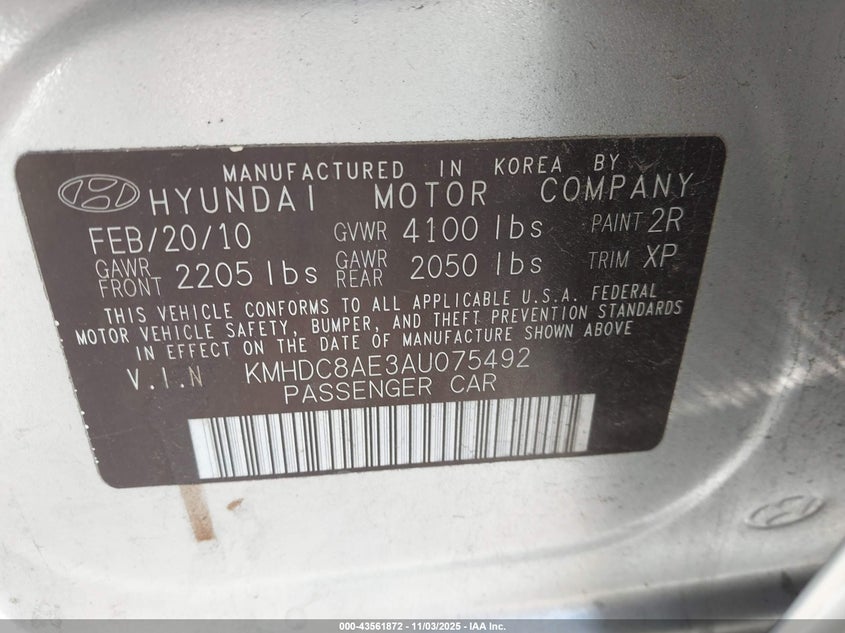 MANUFACTURED IN KOREA BY
HYUNDAI MOTOR COMPANY
FEB/20/10 GVWR 4100 lbs PAINT 2R
GAWR FRONT 2205 lbs GAWR REAR 2050 lbs TRIM XP
THIS VEHICLE CONFORMS TO ALL APPLICABLE U.S.A. FEDERAL
MOTOR VEHICLE SAFETY, BUMPER, AND THEFT PREVENTION STANDARDS
IN EFFECT ON THE DATE OF MANUFACTURE SHOWN ABOVE
V.I.N KMHDC8AE3AU075492
PASSENGER CAR
000-43561872 - 11/03/2025 - IAA Inc.